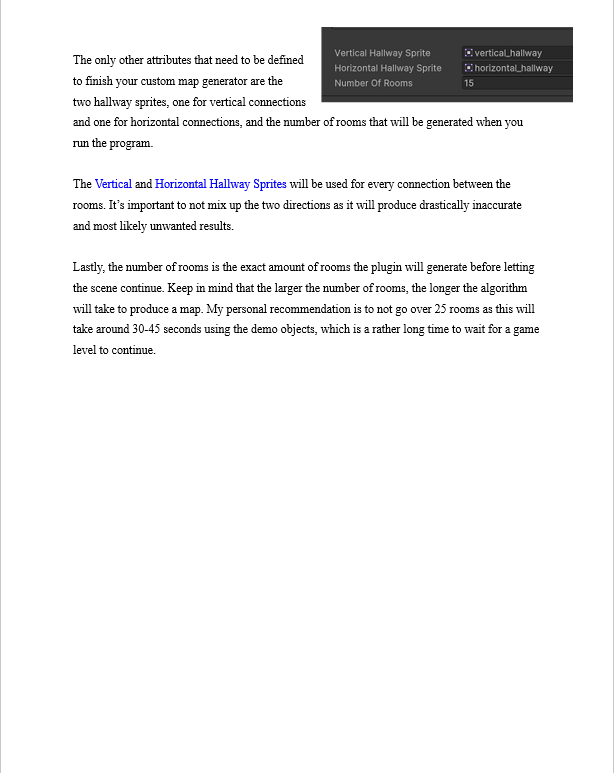 Vertical Hallway Sprite vertical_hallway
Horizontal Hallway Sprite horizontal_hallway
Number Of Rooms 15
The only other attributes that need to be defined
to finish your custom map generator are the
two hallway sprites, one for vertical connections
and one for horizontal connections, and the number of rooms that will be generated when you
run the program.
The Vertical and Horizontal Hallway Sprites will be used for every connection between the
rooms. It’s important to not mix up the two directions as it will produce drastically inaccurate
and most likely unwanted results.
Lastly, the number of rooms is the exact amount of rooms the plugin will generate before letting
the scene continue. Keep in mind that the larger the number of rooms, the longer the algorithm
will take to produce a map. My personal recommendation is to not go over 25 rooms as this will
take around 30-45 seconds using the demo objects, which is a rather long time to wait for a game
level to continue.